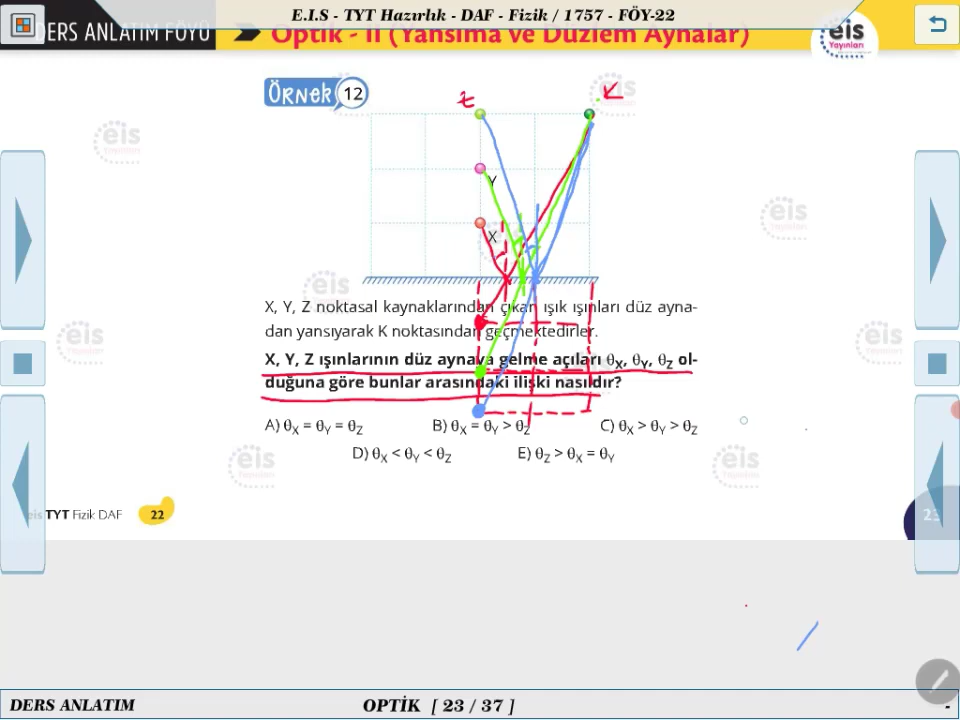 E.I.S - TYT Hazırlık - DAF - Fizik / 1757 - FÖY-22
DERS ANLATIM FÖYÜ
Optik - II (Yansıma ve Düzlem Aynalar)
eis
Yayınları
ÖRNEK 12
Z
K
Y
X
X, Y, Z noktasal kaynaklarından çıkan ışık ışınları düz ayna-
dan yansıyarak K noktasından geçmektedirler.
X, Y, Z ışınlarının düz aynaya gelme açıları θX, θY, θZ ol-
duğuna göre bunlar arasındaki ilişki nasıldır?
A) θX = θY = θZ
B) θX = θY > θZ
C) θX > θY > θZ
D) θX < θY < θZ
E) θZ > θX = θY
eis TYT Fizik DAF 22
23
DERS ANLATIM
OPTİK [ 23 / 37 ]